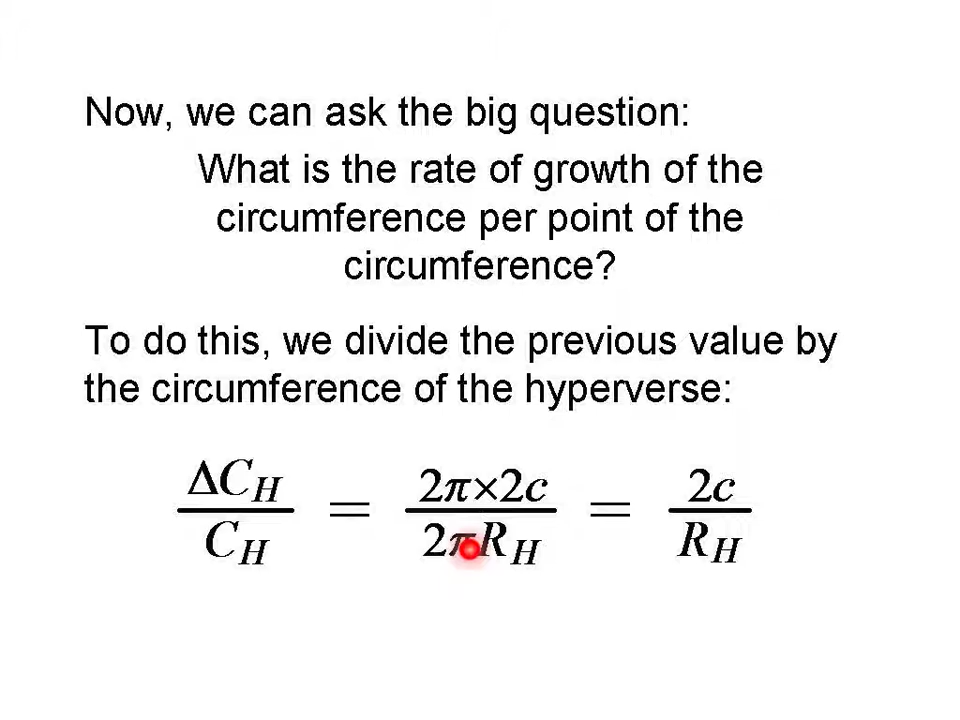 Now, we can ask the big question:
What is the rate of growth of the
circumference per point of the
circumference?
To do this, we divide the previous value by
the circumference of the hyperverse:
ΔC_H / C_H = 2π×2c / 2πR_H = 2c / R_H